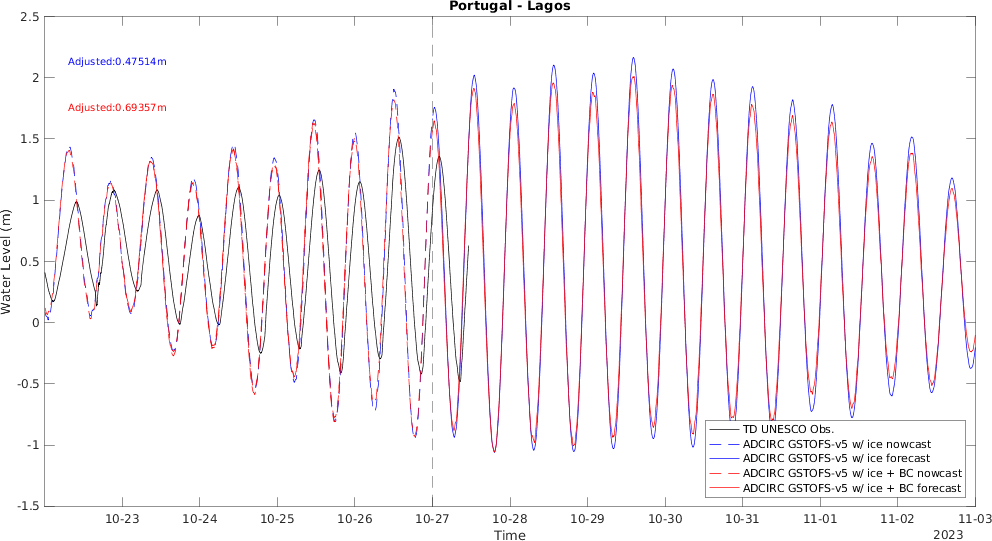 Portugal - Lagos
2.5
2
1.5
1
0.5
0
-0.5
-1
-1.5
Water Level (m)
Adjusted:0.47514m
Adjusted:0.69357m
TD UNESCO Obs.
ADCIRC GSTOFS-v5 w/ ice nowcast
ADCIRC GSTOFS-v5 w/ ice forecast
ADCIRC GSTOFS-v5 w/ ice + BC nowcast
ADCIRC GSTOFS-v5 w/ ice + BC forecast
10-23 10-24 10-25 10-26 10-27 10-28 10-29 10-30 10-31 11-01 11-02 11-03
Time
2023